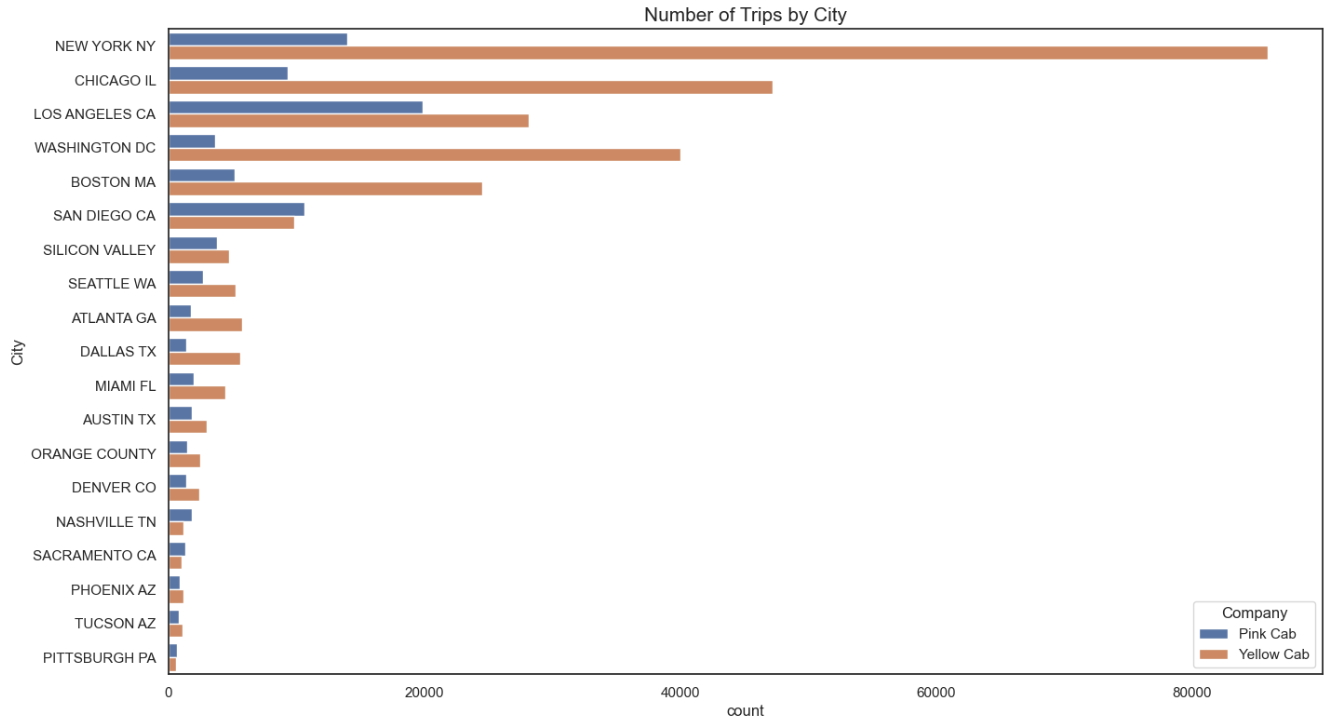 Number of Trips by City
NEW YORK NY
CHICAGO IL
LOS ANGELES CA
WASHINGTON DC
BOSTON MA
SAN DIEGO CA
SILICON VALLEY
SEATTLE WA
ATLANTA GA
DALLAS TX
MIAMI FL
AUSTIN TX
ORANGE COUNTY
DENVER CO
NASHVILLE TN
SACRAMENTO CA
PHOENIX AZ
TUCSON AZ
PITTSBURGH PA
City
Company
Pink Cab
Yellow Cab
0 20000 40000 60000 80000
count